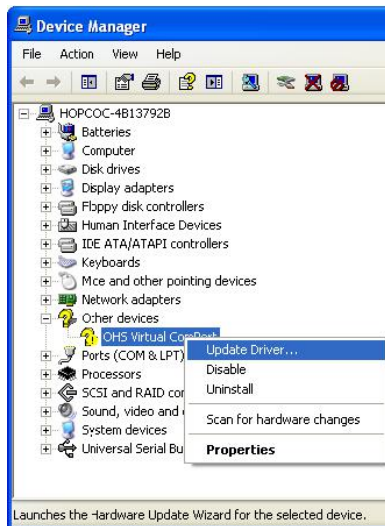 Device Manager
File Action View Help
HOPCOC-4B13792B
Batteries
Computer
Disk drives
Display adapters
Floppy disk controllers
Human Interface Devices
IDE ATA/ATAPI controllers
Keyboards
Mice and other pointing devices
Network adapters
Other devices
OHS Virtual ComPort
Update Driver...
Ports (COM & LPT)
Disable
Processors
Uninstall
SCSI and RAID cor
Scan for hardware changes
Sound, video and
System devices
Properties
Universal Serial Bu
Launches the Hardware Update Wizard for the selected device.